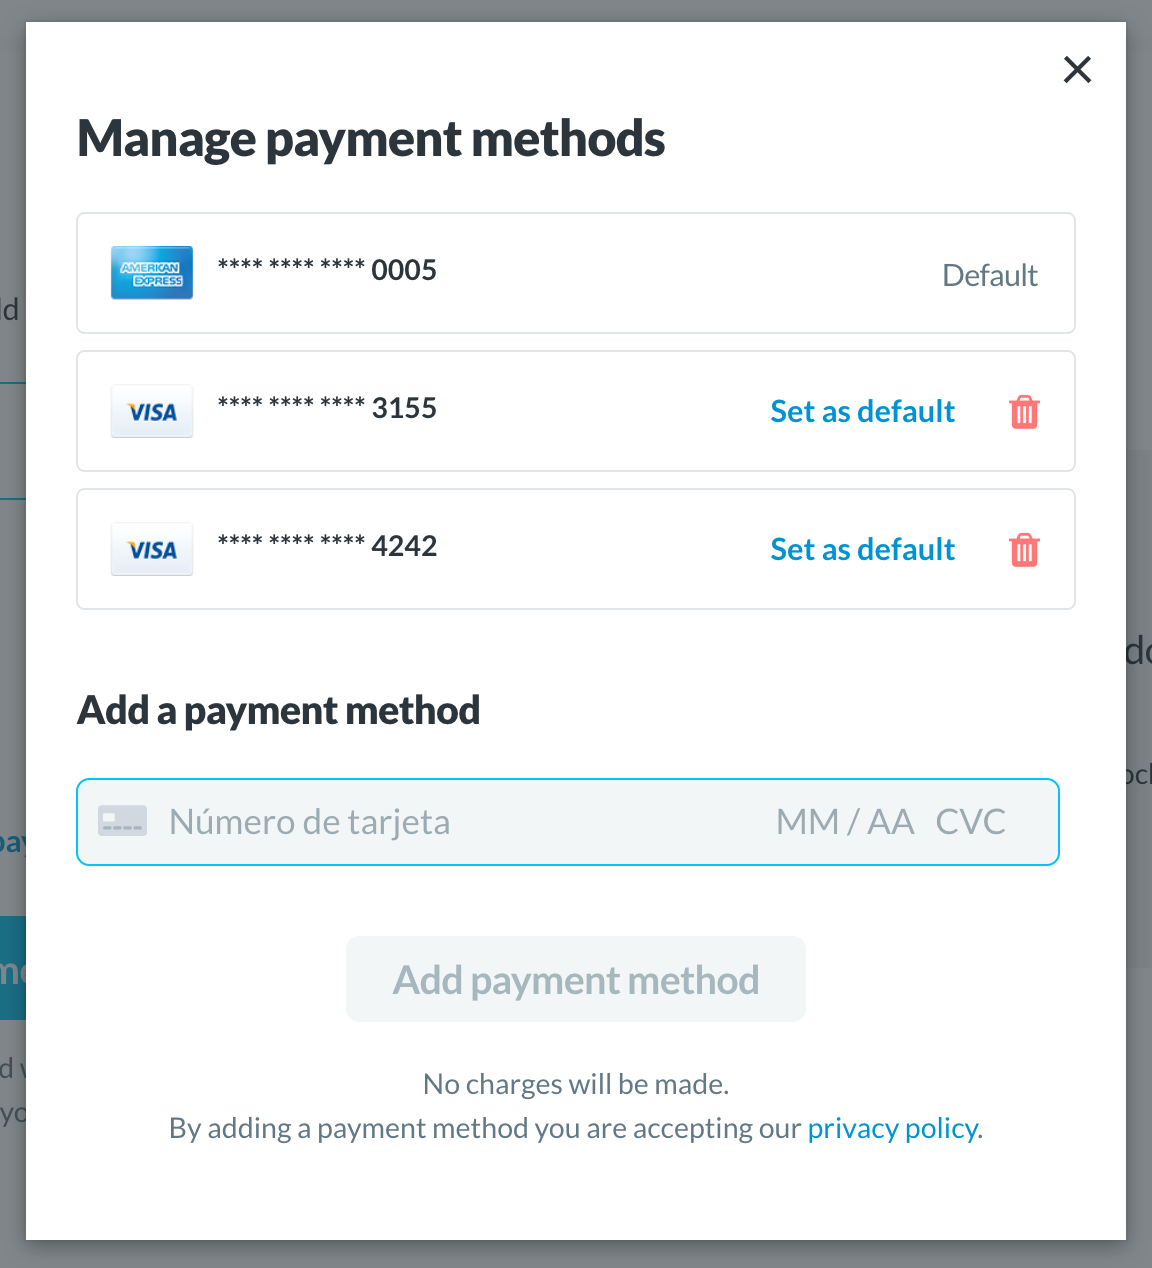 Manage payment methods
AMERICAN EXPRESS
**** **** **** 0005
Default
VISA
**** **** **** 3155
Set as default
VISA
**** **** **** 4242
Set as default
Add a payment method
Número de tarjeta MM / AA CVC
Add payment method
No charges will be made.
By adding a payment method you are accepting our privacy policy.